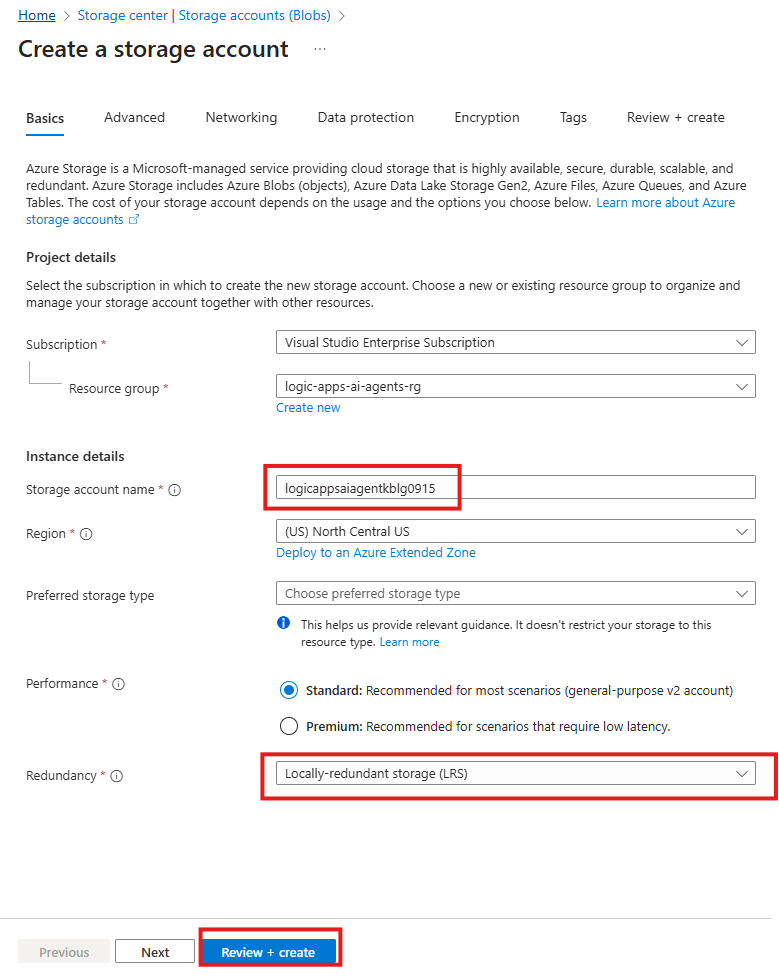 Home > Storage center | Storage accounts (Blobs) >
Create a storage account ...
Basics Advanced Networking Data protection Encryption Tags Review + create
Azure Storage is a Microsoft-managed service providing cloud storage that is highly available, secure, durable, scalable, and
redundant. Azure Storage includes Azure Blobs (objects), Azure Data Lake Storage Gen2, Azure Files, Azure Queues, and Azure
Tables. The cost of your storage account depends on the usage and the options you choose below. Learn more about Azure
storage accounts
Project details
Select the subscription in which to create the new storage account. Choose a new or existing resource group to organize and
manage your storage account together with other resources.
Subscription * Visual Studio Enterprise Subscription
Resource group * logic-apps-ai-agents-rg
Create new
Instance details
Storage account name * logicappsaiagentkblg0915
Region * (US) North Central US
Deploy to an Azure Extended Zone
Preferred storage type Choose preferred storage type
This helps us provide relevant guidance. It doesn't restrict your storage to this
resource type. Learn more
Performance * Standard: Recommended for most scenarios (general-purpose v2 account)
Premium: Recommended for scenarios that require low latency.
Redundancy * Locally-redundant storage (LRS)
Previous Next Review + create